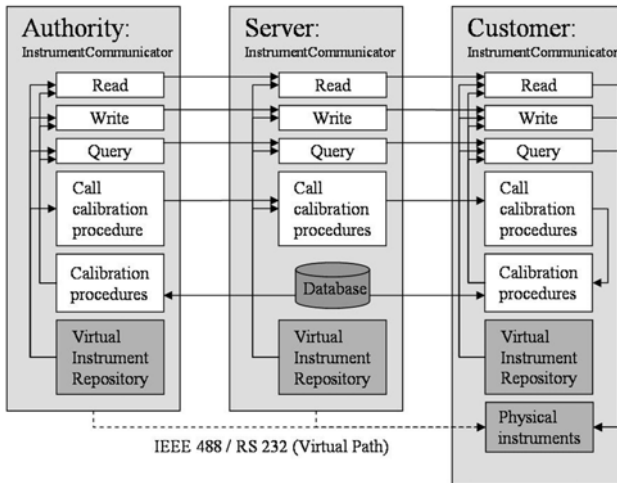 Authority:
InstrumentCommunicator
Read
Write
Query
Call
calibration
procedure
Calibration
procedures
Virtual
Instrument
Repository
Server:
InstrumentCommunicator
Read
Write
Query
Call
calibration
procedures
Database
Virtual
Instrument
Repository
Customer:
InstrumentCommunicator
Read
Write
Query
Call
calibration
procedures
Calibration
procedures
Virtual
Instrument
Repository
Physical
instruments
IEEE 488 / RS 232 (Virtual Path)